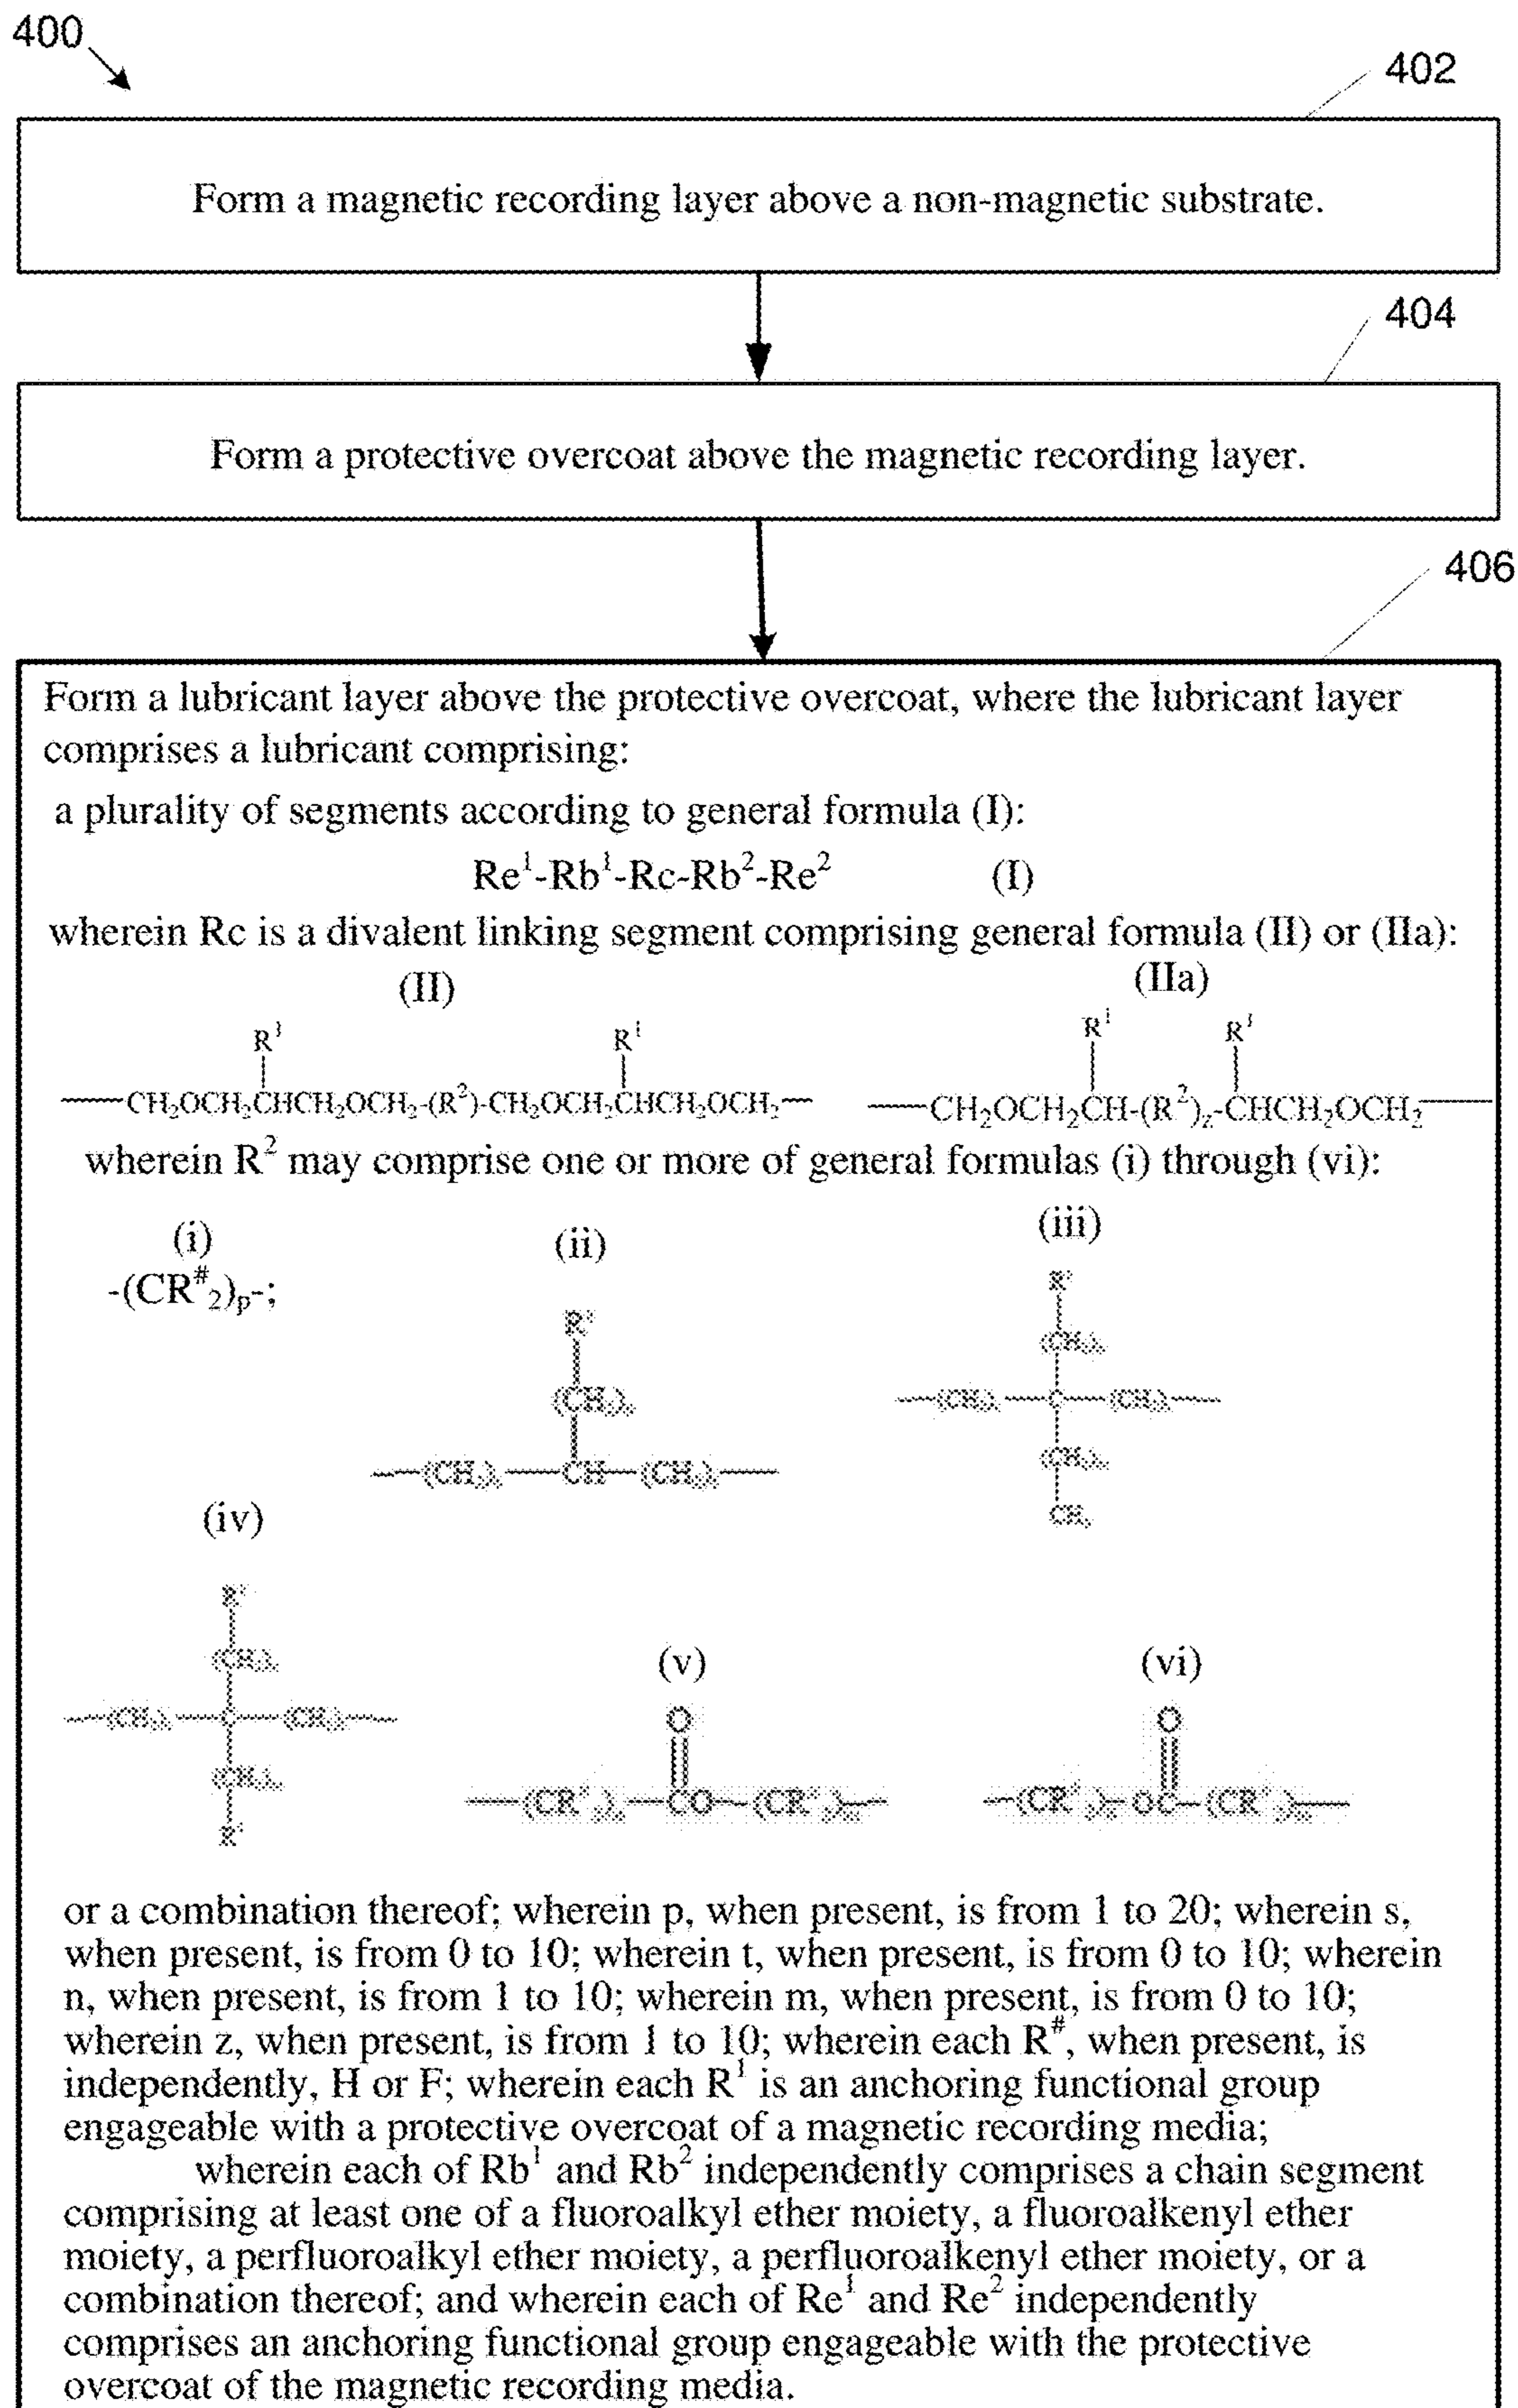 400
402
Form a magnetic recording layer above a non-magnetic substrate.
404
Form a protective overcoat above the magnetic recording layer.
406
Form a lubricant layer above the protective overcoat, where the lubricant layer
comprises a lubricant comprising:
a plurality of segments according to general formula (I):
Re¹-Rb¹-Rc-Rb²-Re² (I)
wherein Rc is a divalent linking segment comprising general formula (II) or (IIa):
(II) (IIa)
R¹ R¹ R¹ R¹
CH₂OCH₂CHCH₂OCH₂-(R²)-CH₂OCH₂CHCH₂OCH₂ CH₂OCH₂CH-(R²)z-CHCH₂OCH₂
wherein R² may comprise one or more of general formulas (i) through (vi):
(i) (ii) (iii)
-(CR#₂)p-;
(iv)
(v) (vi)
O O
or a combination thereof; wherein p, when present, is from 1 to 20; wherein s,
when present, is from 0 to 10; wherein t, when present, is from 0 to 10; wherein
n, when present, is from 1 to 10; wherein m, when present, is from 0 to 10;
wherein z, when present, is from 1 to 10; wherein each R#, when present, is
independently, H or F; wherein each R¹ is an anchoring functional group
engageable with a protective overcoat of a magnetic recording media;
wherein each of Rb¹ and Rb² independently comprises a chain segment
comprising at least one of a fluoroalkyl ether moiety, a fluoroalkenyl ether
moiety, a perfluoroalkyl ether moiety, a perfluoroalkenyl ether moiety, or a
combination thereof; and wherein each of Re¹ and Re² independently
comprises an anchoring functional group engageable with the protective
overcoat of the magnetic recording media.